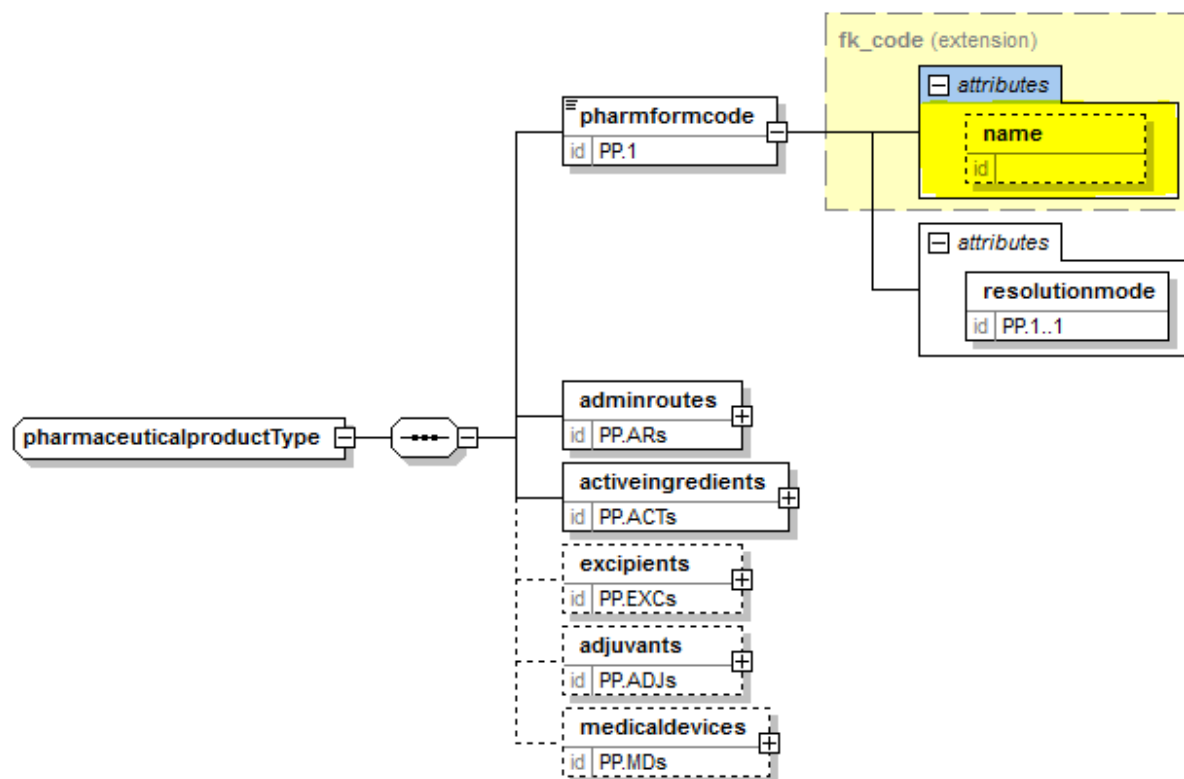 fk_code (extension)
attributes
pharmformcode
id PP.1
name
id
attributes
resolutionmode
id PP.1..1
adminroutes
id PP.ARs
pharmaceuticalproductType
activeingredients
id PP.ACTs
excipients
id PP.EXCs
adjuvants
id PP.ADJs
medicaldevices
id PP.MDs